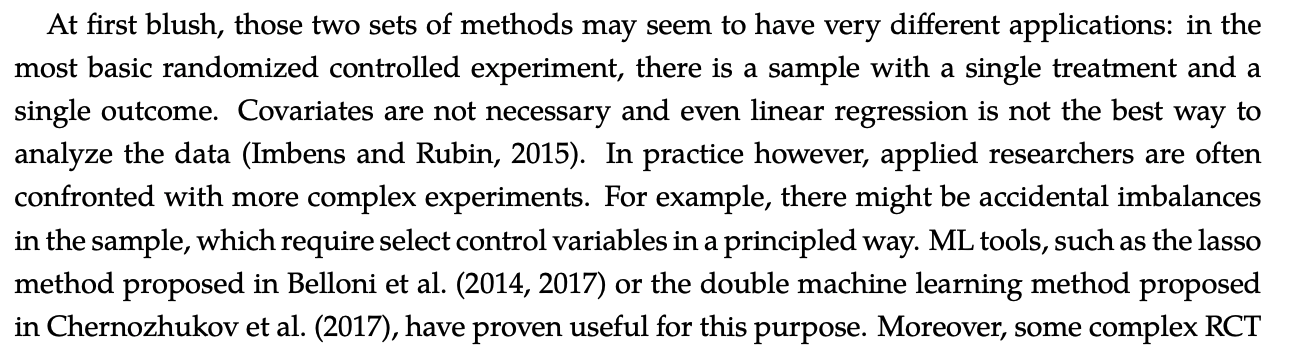 At first blush, those two sets of methods may seem to have very different applications: in the
most basic randomized controlled experiment, there is a sample with a single treatment and a
single outcome. Covariates are not necessary and even linear regression is not the best way to
analyze the data (Imbens and Rubin, 2015). In practice however, applied researchers are often
confronted with more complex experiments. For example, there might be accidental imbalances
in the sample, which require select control variables in a principled way. ML tools, such as the lasso
method proposed in Belloni et al. (2014, 2017) or the double machine learning method proposed
in Chernozhukov et al. (2017), have proven useful for this purpose. Moreover, some complex RCT